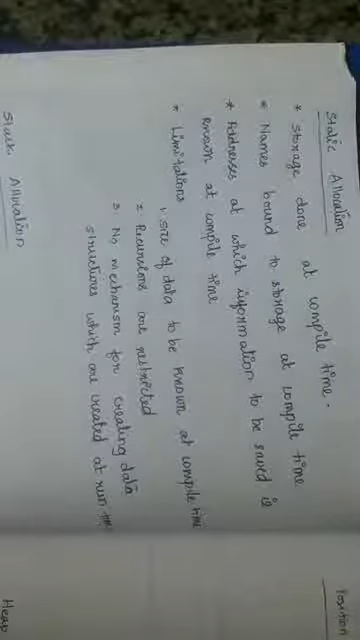 Static Allocation
* Storage done at compile time.
* Names bound to storage at compile time
* Addresses at which information to be saved is
known at compile time
* Limitations
1. size of data to be known at compile time
2. Recursions are restricted
3. No mechanism for creating data
structures which are created at run time
Stack Allocation
Position
Heap